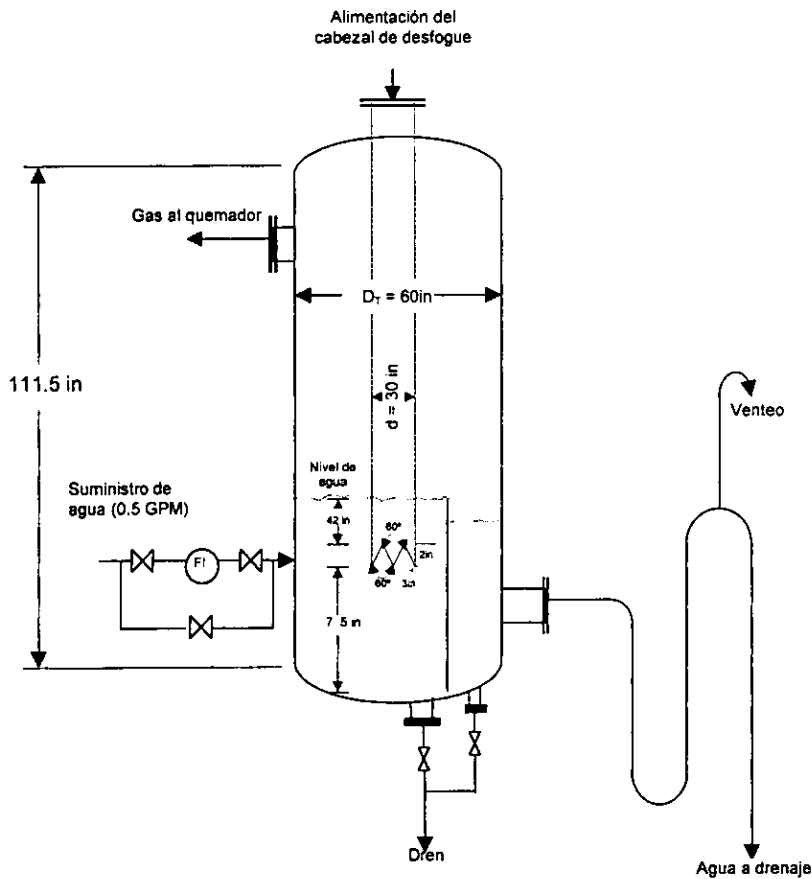 Alimentación del
cabezal de desfogue
Gas al quemador
D_T = 60in
111.5 in
d = 30 in
Venteo
Nivel de
agua
Suministro de
agua (0.5 GPM)
42 in
60°
2in
FI
60°
3in
7.5 in
Dren
Agua a drenaje